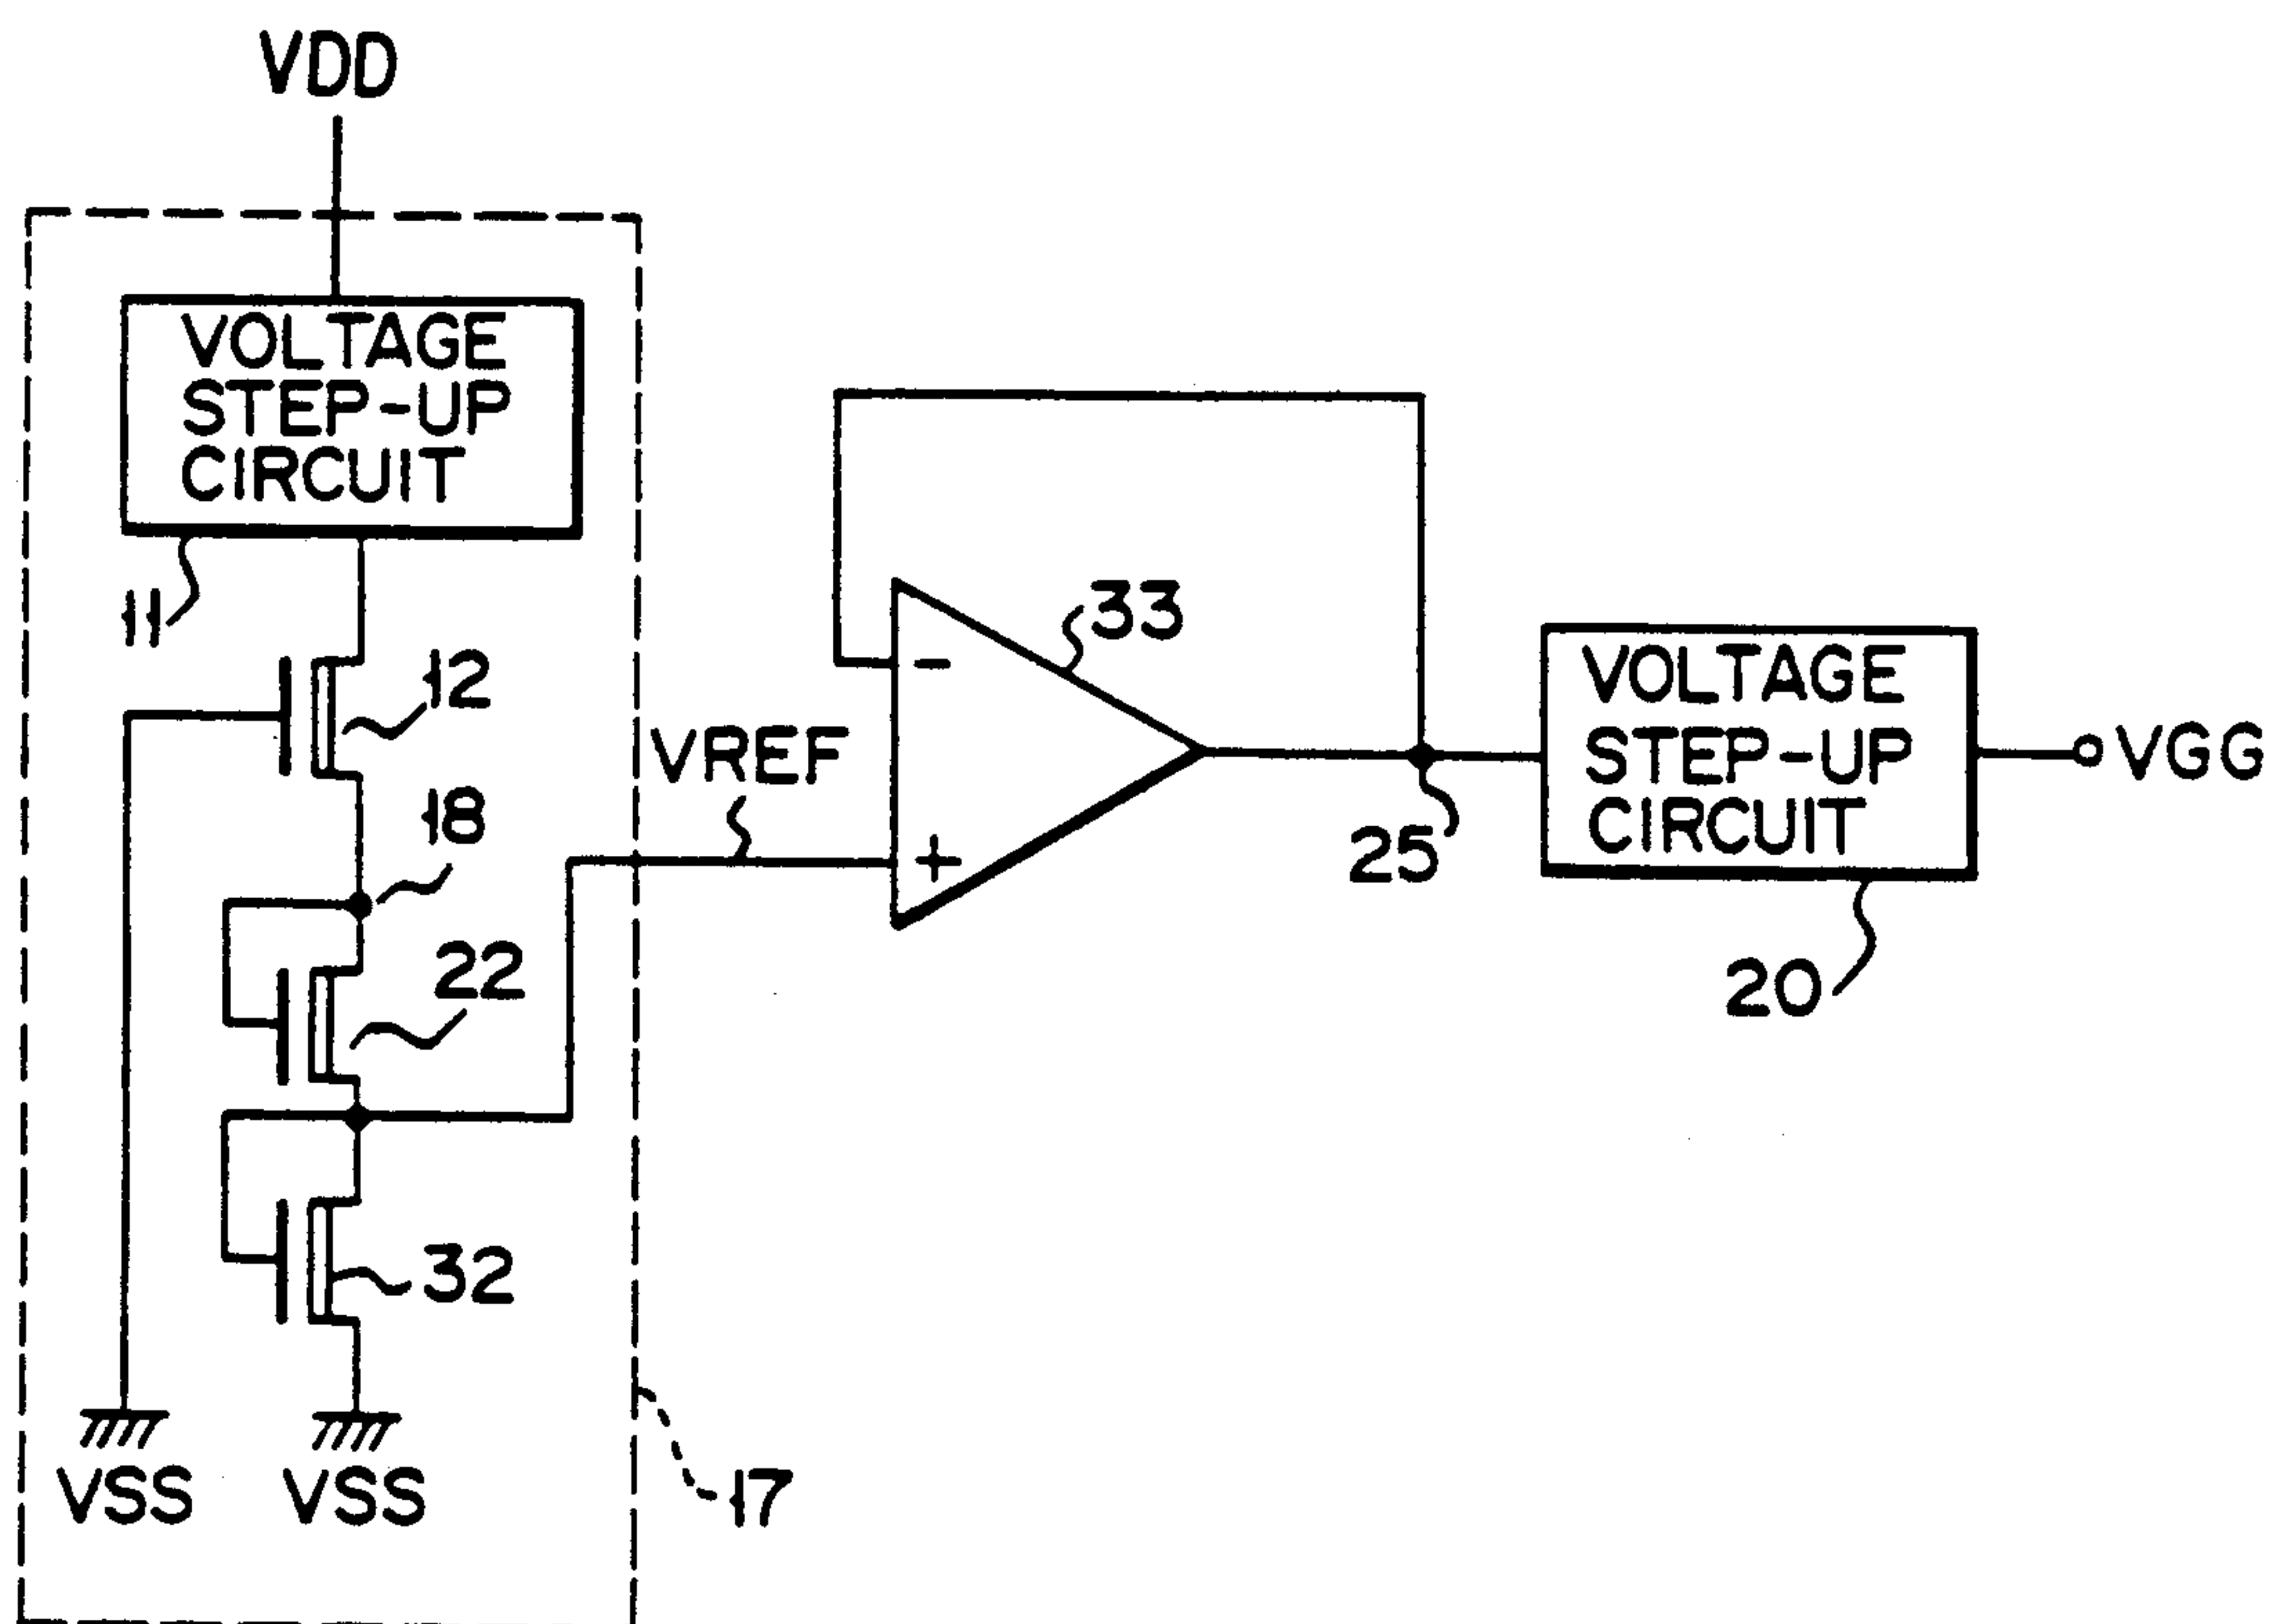 VDD
VOLTAGE
STEP-UP
CIRCUIT
11
12
18
22
32
VSS
VSS
17
VREF
-
+
33
25
VOLTAGE
STEP-UP
CIRCUIT
20
VGG